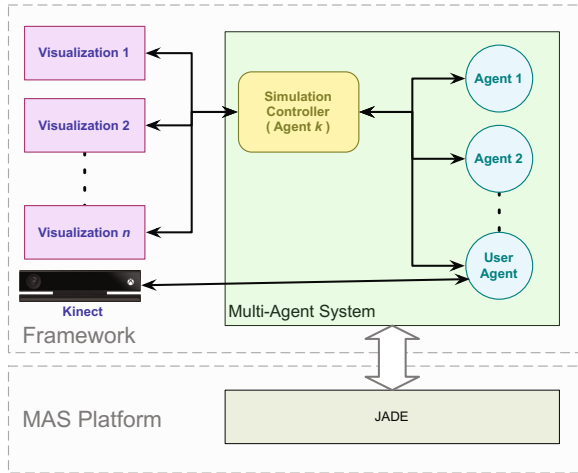 Visualization 1
Visualization 2
Visualization n
Kinect
Framework
Simulation
Controller
( Agent k )
Agent 1
Agent 2
User
Agent
Multi-Agent System
MAS Platform
JADE